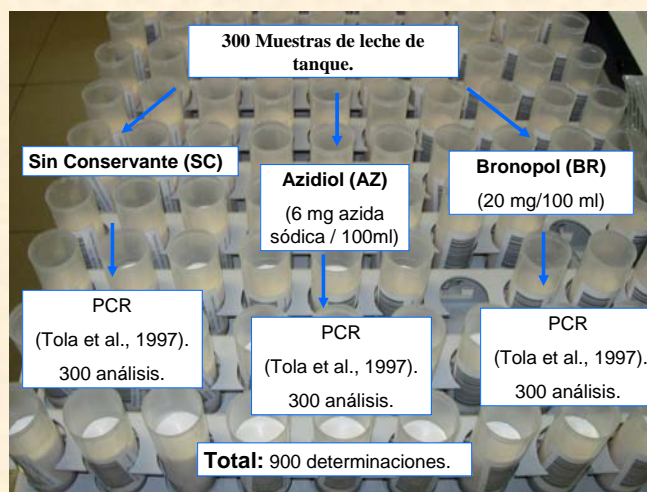 300 Muestras de leche de
tanque.
Sin Conservante (SC)
Azidiol (AZ)
(6 mg azida
sódica / 100ml)
Bronopol (BR)
(20 mg/100 ml)
PCR
(Tola et al., 1997).
300 análisis.
PCR
(Tola et al., 1997).
300 análisis.
PCR
(Tola et al., 1997).
300 análisis.
Total: 900 determinaciones.